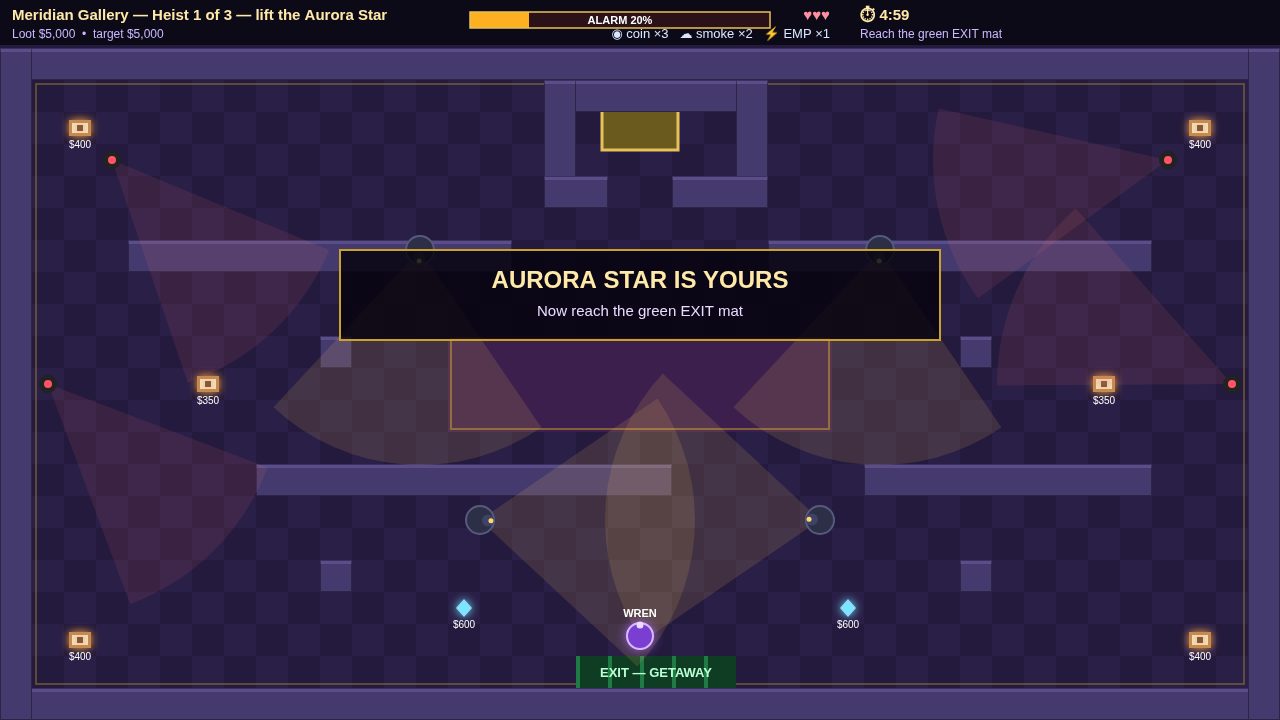 Meridian Gallery — Heist 1 of 3 — lift the Aurora Star
Loot $5,000 • target $5,000
ALARM 20%
♥♥♥
◉ coin ×3 ☁ smoke ×2 ⚡ EMP ×1
⏱ 4:59
Reach the green EXIT mat
$400
$400
AURORA STAR IS YOURS
Now reach the green EXIT mat
$350
$350
$600
WREN
$600
$400
EXIT — GETAWAY
$400